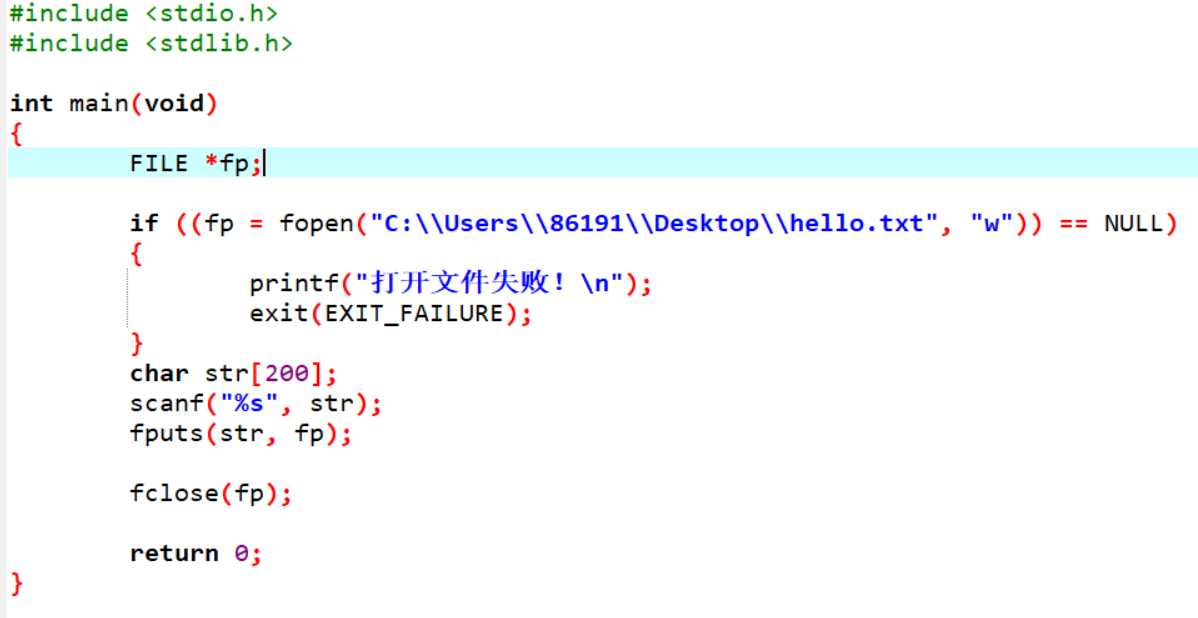 #include <stdio.h>
#include <stdlib.h>
int main(void)
{
FILE *fp;
if ((fp = fopen("C:\\Users\\86191\\Desktop\\hello.txt", "w")) == NULL)
{
printf("打开文件失败！\n");
exit(EXIT_FAILURE);
}
char str[200];
scanf("%s", str);
fputs(str, fp);
fclose(fp);
return 0;
}